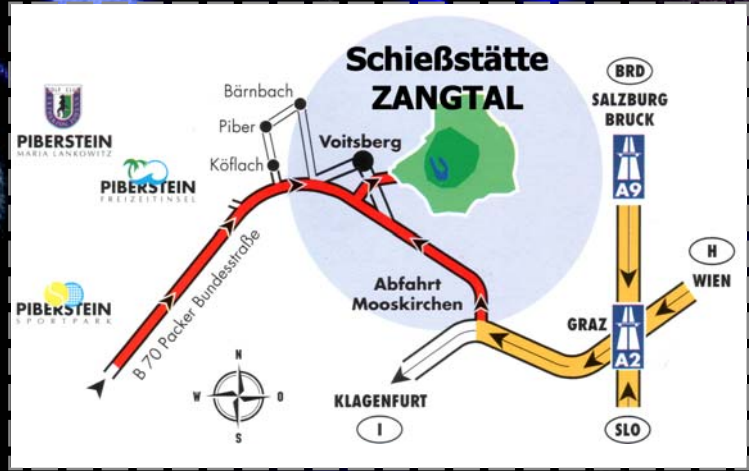 Schießstätte
ZANGTAL
BRD
SALZBURG
BRUCK
A9
H
WIEN
GRAZ
A2
SLO
Bärnbach
Piber
Köflach
Voitsberg
PIBERSTEIN
MARIA LANKOWITZ
PIBERSTEIN
FREIZEITINSEL
PIBERSTEIN
SPORTPARK
B 70 Packer Bundesstraße
Abfahrt
Mooskirchen
KLAGENFURT
I
N
W
O
S